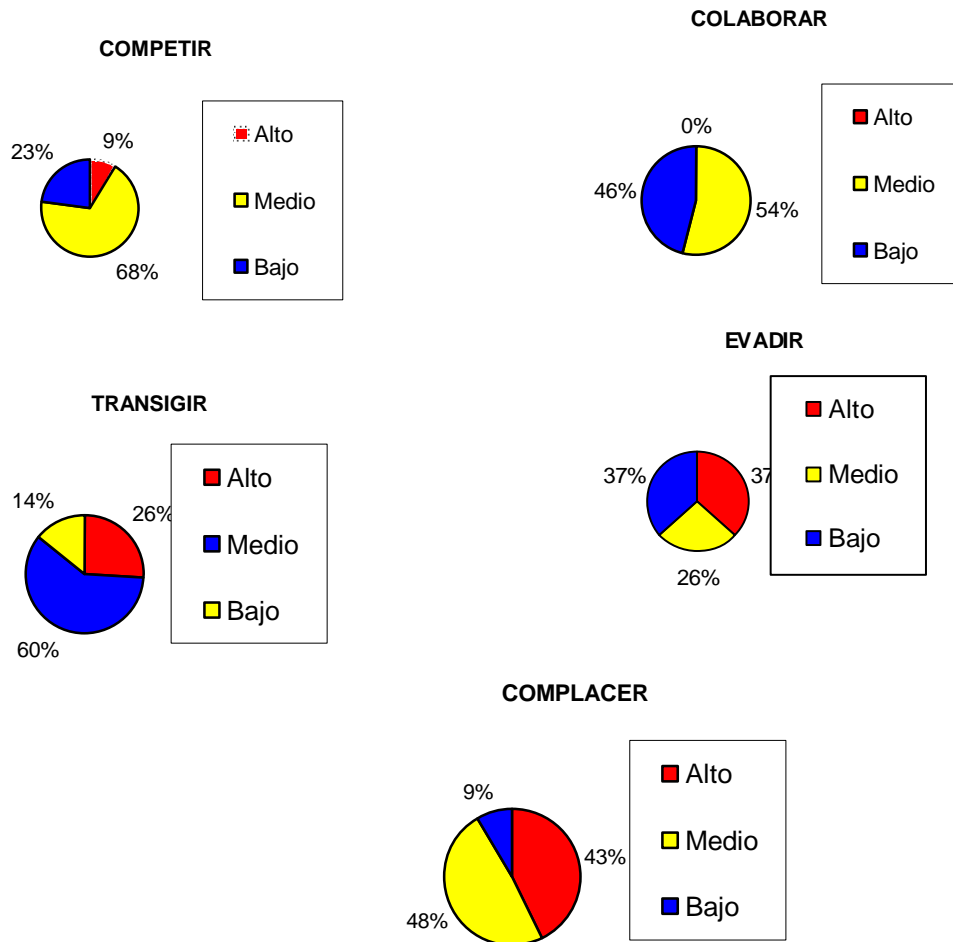 COMPETIR
9%
23%
68%
Alto
Medio
Bajo
COLABORAR
0%
46%
54%
Alto
Medio
Bajo
TRANSIGIR
14%
26%
60%
Alto
Medio
Bajo
EVADIR
37%
37
26%
Alto
Medio
Bajo
COMPLACER
9%
43%
48%
Alto
Medio
Bajo